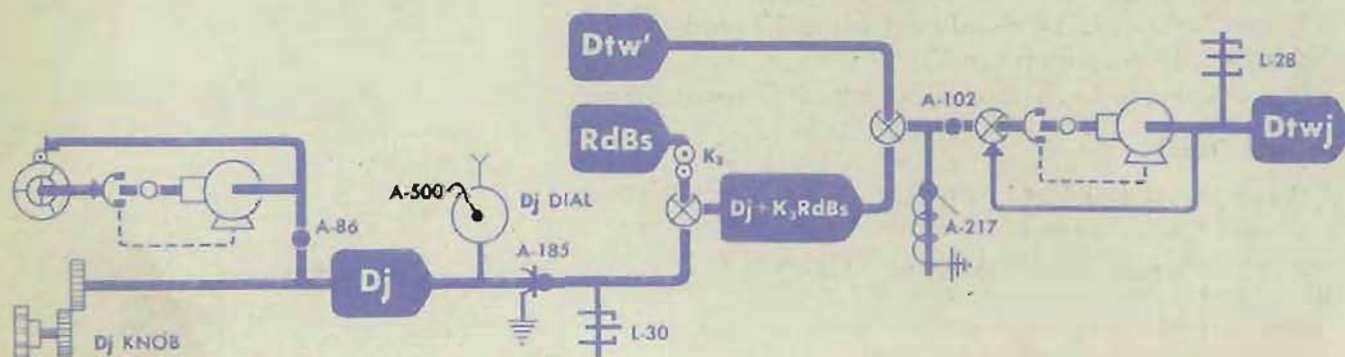 Dtw'
L-28
A-102
RdBs
K₃
Dtwj
A-500
Dj DIAL
Dj + K₃RdBs
A-86
A-185
A-217
Dj
L-30
Dj KNOB